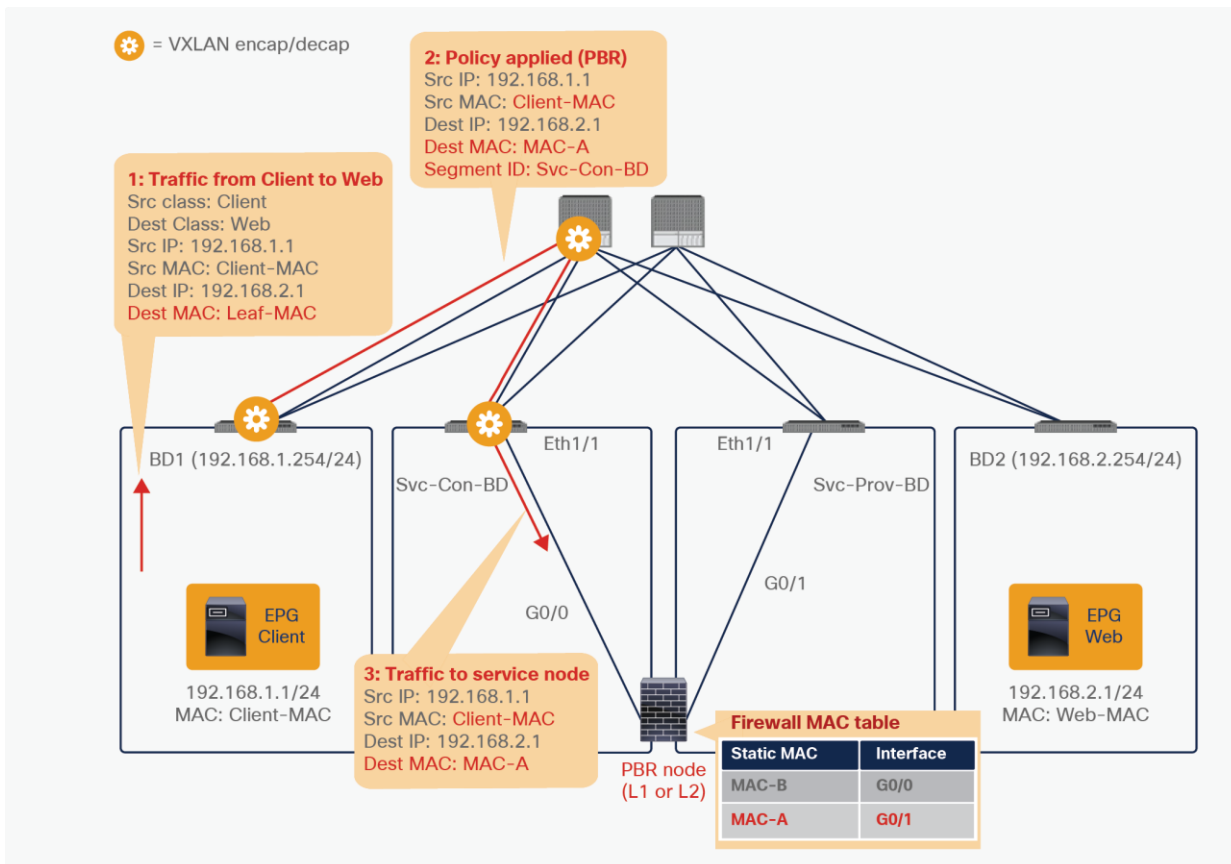 = VXLAN encap/decap
2: Policy applied (PBR)
Src IP: 192.168.1.1
Src MAC: Client-MAC
Dest IP: 192.168.2.1
Dest MAC: MAC-A
Segment ID: Svc-Con-BD
1: Traffic from Client to Web
Src class: Client
Dest Class: Web
Src IP: 192.168.1.1
Src MAC: Client-MAC
Dest IP: 192.168.2.1
Dest MAC: Leaf-MAC
BD1 (192.168.1.254/24)
Eth1/1
Svc-Con-BD
Eth1/1
Svc-Prov-BD
BD2 (192.168.2.254/24)
G0/0
G0/1
EPG
Client
192.168.1.1/24
MAC: Client-MAC
3: Traffic to service node
Src IP: 192.168.1.1
Src MAC: Client-MAC
Dest IP: 192.168.2.1
Dest MAC: MAC-A
PBR node
(L1 or L2)
EPG
Web
192.168.2.1/24
MAC: Web-MAC
Firewall MAC table
Static MAC Interface
MAC-B G0/0
MAC-A G0/1